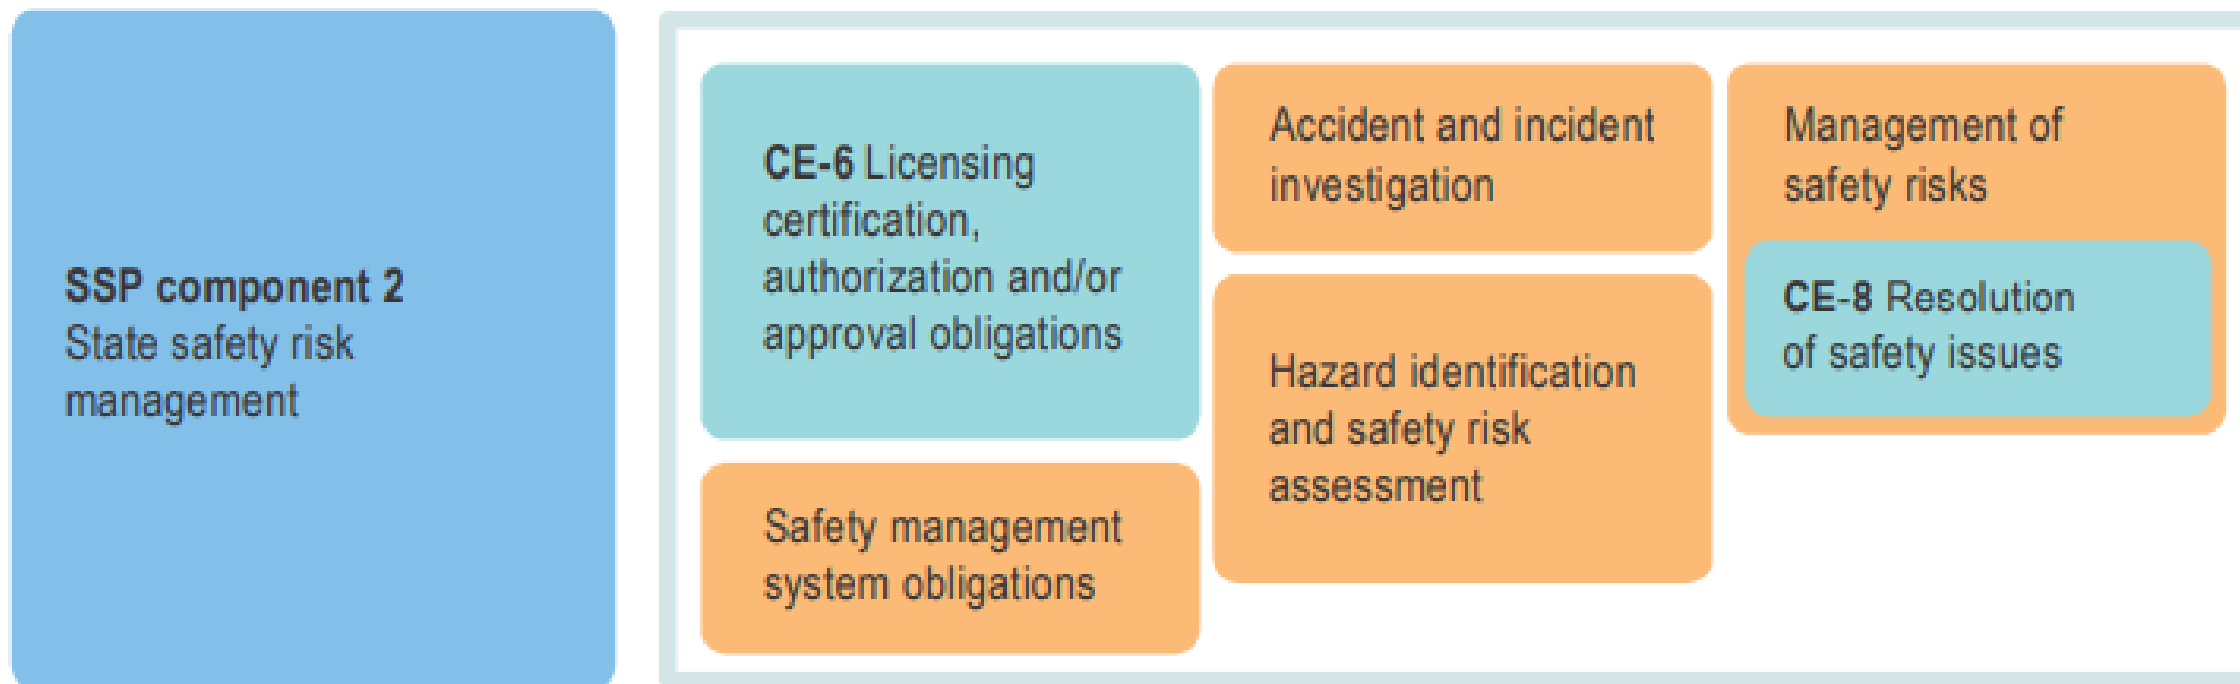 SSP component 2
State safety risk
management
CE-6 Licensing
certification,
authorization and/or
approval obligations
Safety management
system obligations
Accident and incident
investigation
Hazard identification
and safety risk
assessment
Management of
safety risks
CE-8 Resolution
of safety issues